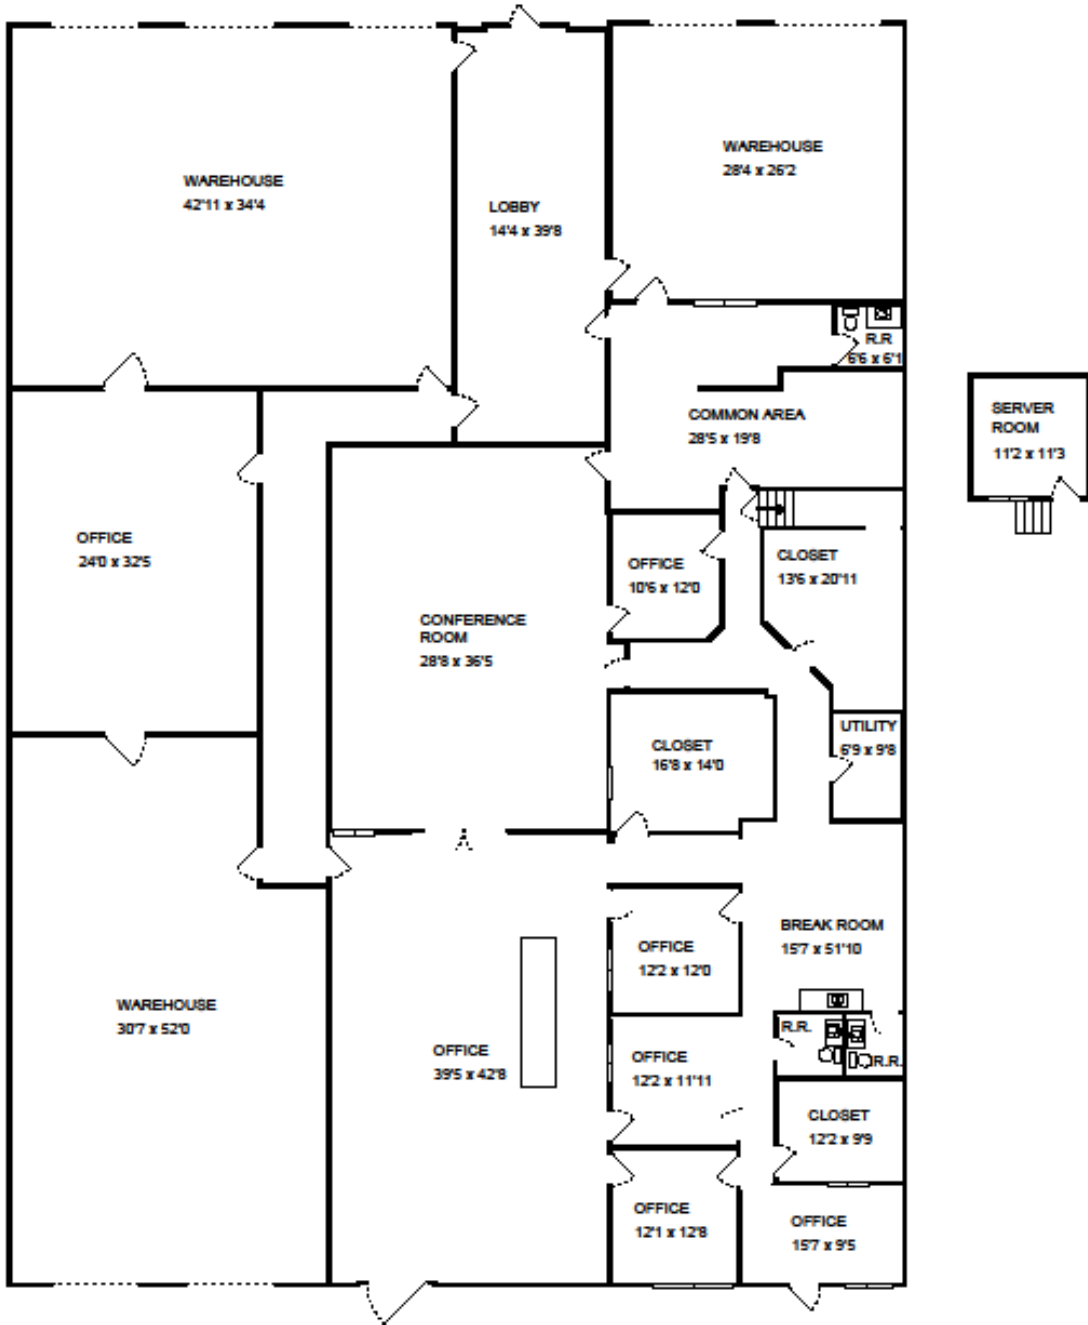 WAREHOUSE
28'4 x 26'2
WAREHOUSE
42'11 x 34'4
LOBBY
14'4 x 39'8
R.R
6'6 x 6'1
COMMON AREA
28'5 x 19'8
SERVER
ROOM
11'2 x 11'3
OFFICE
24'0 x 32'5
OFFICE
10'6 x 12'0
CLOSET
13'6 x 20'11
CONFERENCE
ROOM
28'8 x 36'5
UTILITY
6'9 x 9'8
CLOSET
16'8 x 14'0
BREAK ROOM
15'7 x 51'10
OFFICE
12'2 x 12'0
WAREHOUSE
30'7 x 52'0
R.R.
R.R.
OFFICE
39'5 x 42'8
OFFICE
12'2 x 11'11
CLOSET
12'2 x 9'9
OFFICE
12'1 x 12'8
OFFICE
15'7 x 9'5